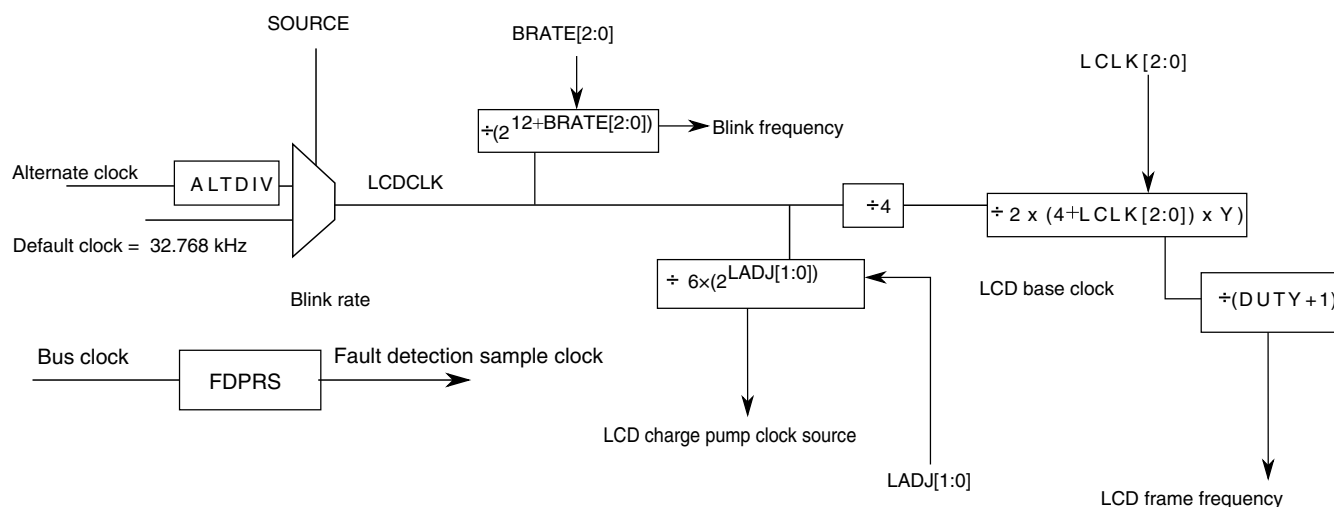 SOURCE
BRATE[2:0]
LCLK[2:0]
÷(2^12+BRATE[2:0])
Blink frequency
Alternate clock
ALTDIV
LCDCLK
÷4
÷ 2 x (4+LCLK[2:0]) x Y)
Default clock = 32.768 kHz
÷ 6×(2^LADJ[1:0])
LCD base clock
Blink rate
÷(DUTY+1)
Bus clock
FDPRS
Fault detection sample clock
LCD charge pump clock source
LADJ[1:0]
LCD frame frequency